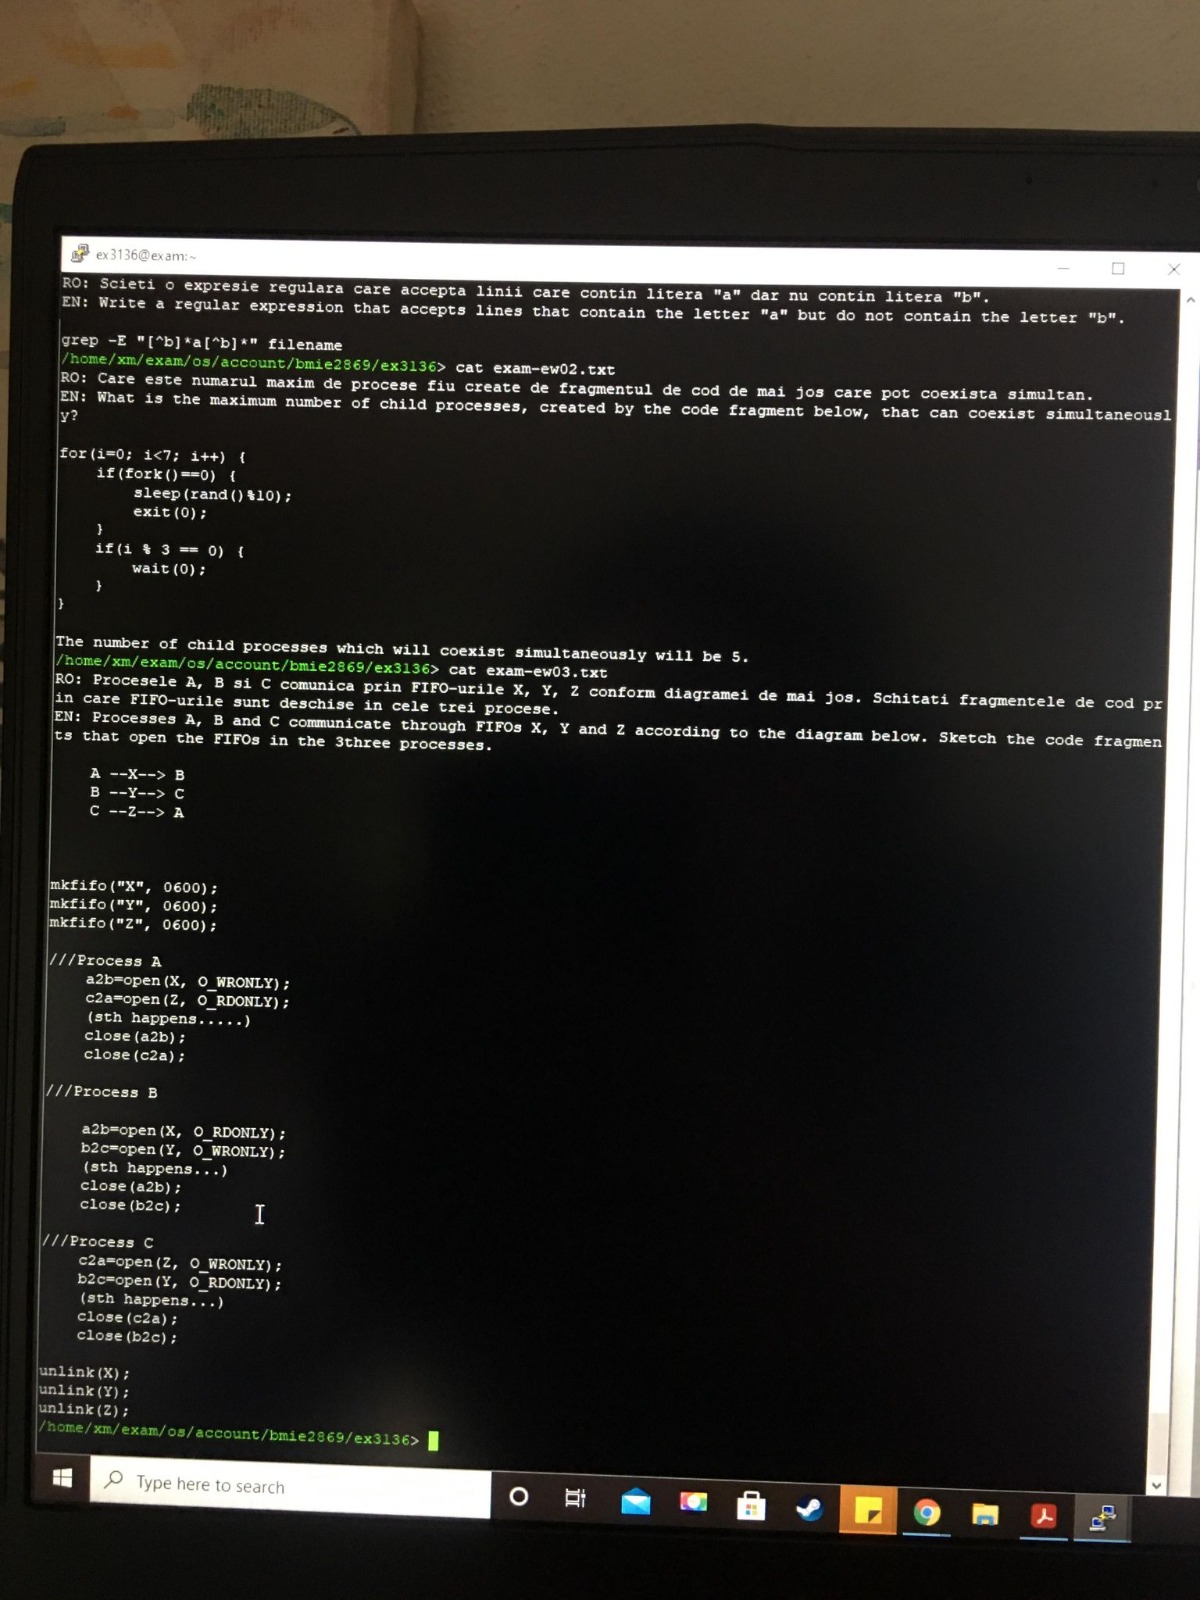 ex3136@exam:~
RO: Scieti o expresie regulara care accepta linii care contin litera "a" dar nu contin litera "b".
EN: Write a regular expression that accepts lines that contain the letter "a" but do not contain the letter "b".
grep -E "[^b]*a[^b]*" filename
/home/xm/exam/os/account/bmie2869/ex3136> cat exam-ew02.txt
RO: Care este numarul maxim de procese fiu create de fragmentul de cod de mai jos care pot coexista simultan.
EN: What is the maximum number of child processes, created by the code fragment below, that can coexist simultaneousl
y?
for(i=0; i<7; i++) {
    if(fork()==0) {
        sleep(rand()%10);
        exit(0);
    }
    if(i % 3 == 0) {
        wait(0);
    }
}
The number of child processes which will coexist simultaneously will be 5.
/home/xm/exam/os/account/bmie2869/ex3136> cat exam-ew03.txt
RO: Procesele A, B si C comunica prin FIFO-urile X, Y, Z conform diagramei de mai jos. Schitati fragmentele de cod pr
in care FIFO-urile sunt deschise in cele trei procese.
EN: Processes A, B and C communicate through FIFOs X, Y and Z according to the diagram below. Sketch the code fragmen
ts that open the FIFOs in the 3three processes.
    A --X--> B
    B --Y--> C
    C --Z--> A
mkfifo("X", 0600);
mkfifo("Y", 0600);
mkfifo("Z", 0600);
///Process A
    a2b=open(X, O_WRONLY);
    c2a=open(Z, O_RDONLY);
    (sth happens.....)
    close(a2b);
    close(c2a);
///Process B
    a2b=open(X, O_RDONLY);
    b2c=open(Y, O_WRONLY);
    (sth happens...)
    close(a2b);
    close(b2c);
///Process C
    c2a=open(Z, O_WRONLY);
    b2c=open(Y, O_RDONLY);
    (sth happens...)
    close(c2a);
    close(b2c);
unlink(X);
unlink(Y);
unlink(Z);
/home/xm/exam/os/account/bmie2869/ex3136>
Type here to search